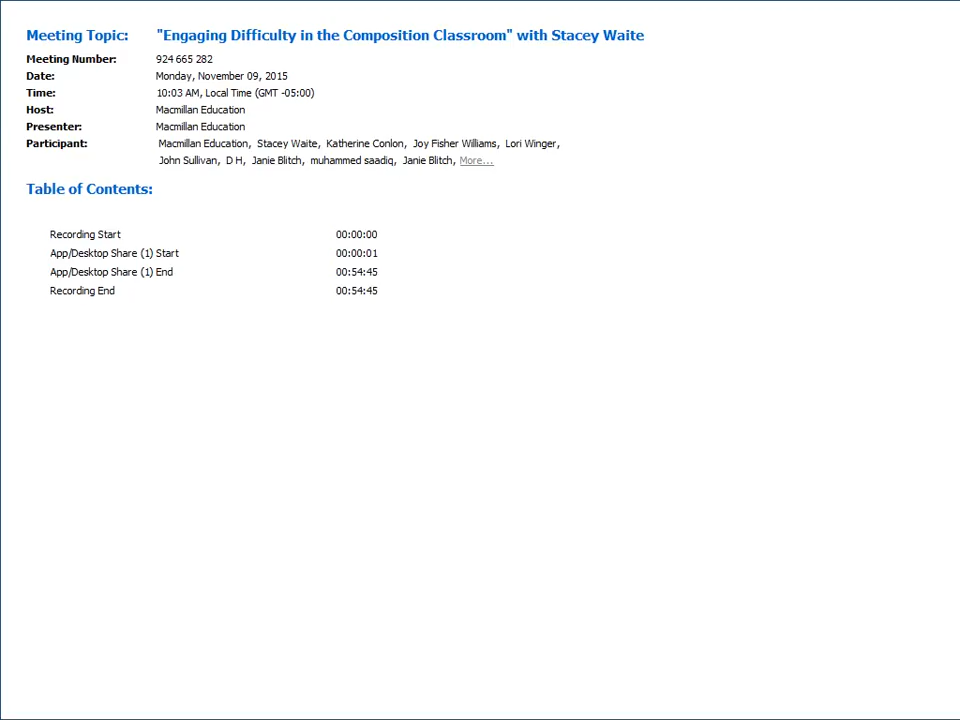 Meeting Topic: "Engaging Difficulty in the Composition Classroom" with Stacey Waite
Meeting Number: 924 665 282
Date: Monday, November 09, 2015
Time: 10:03 AM, Local Time (GMT -05:00)
Host: Macmillan Education
Presenter: Macmillan Education
Participant: Macmillan Education, Stacey Waite, Katherine Conlon, Joy Fisher Williams, Lori Winger,
John Sullivan, D H, Janie Blitch, muhammed saadiq, Janie Blitch, More...
Table of Contents:
Recording Start 00:00:00
App/Desktop Share (1) Start 00:00:01
App/Desktop Share (1) End 00:54:45
Recording End 00:54:45